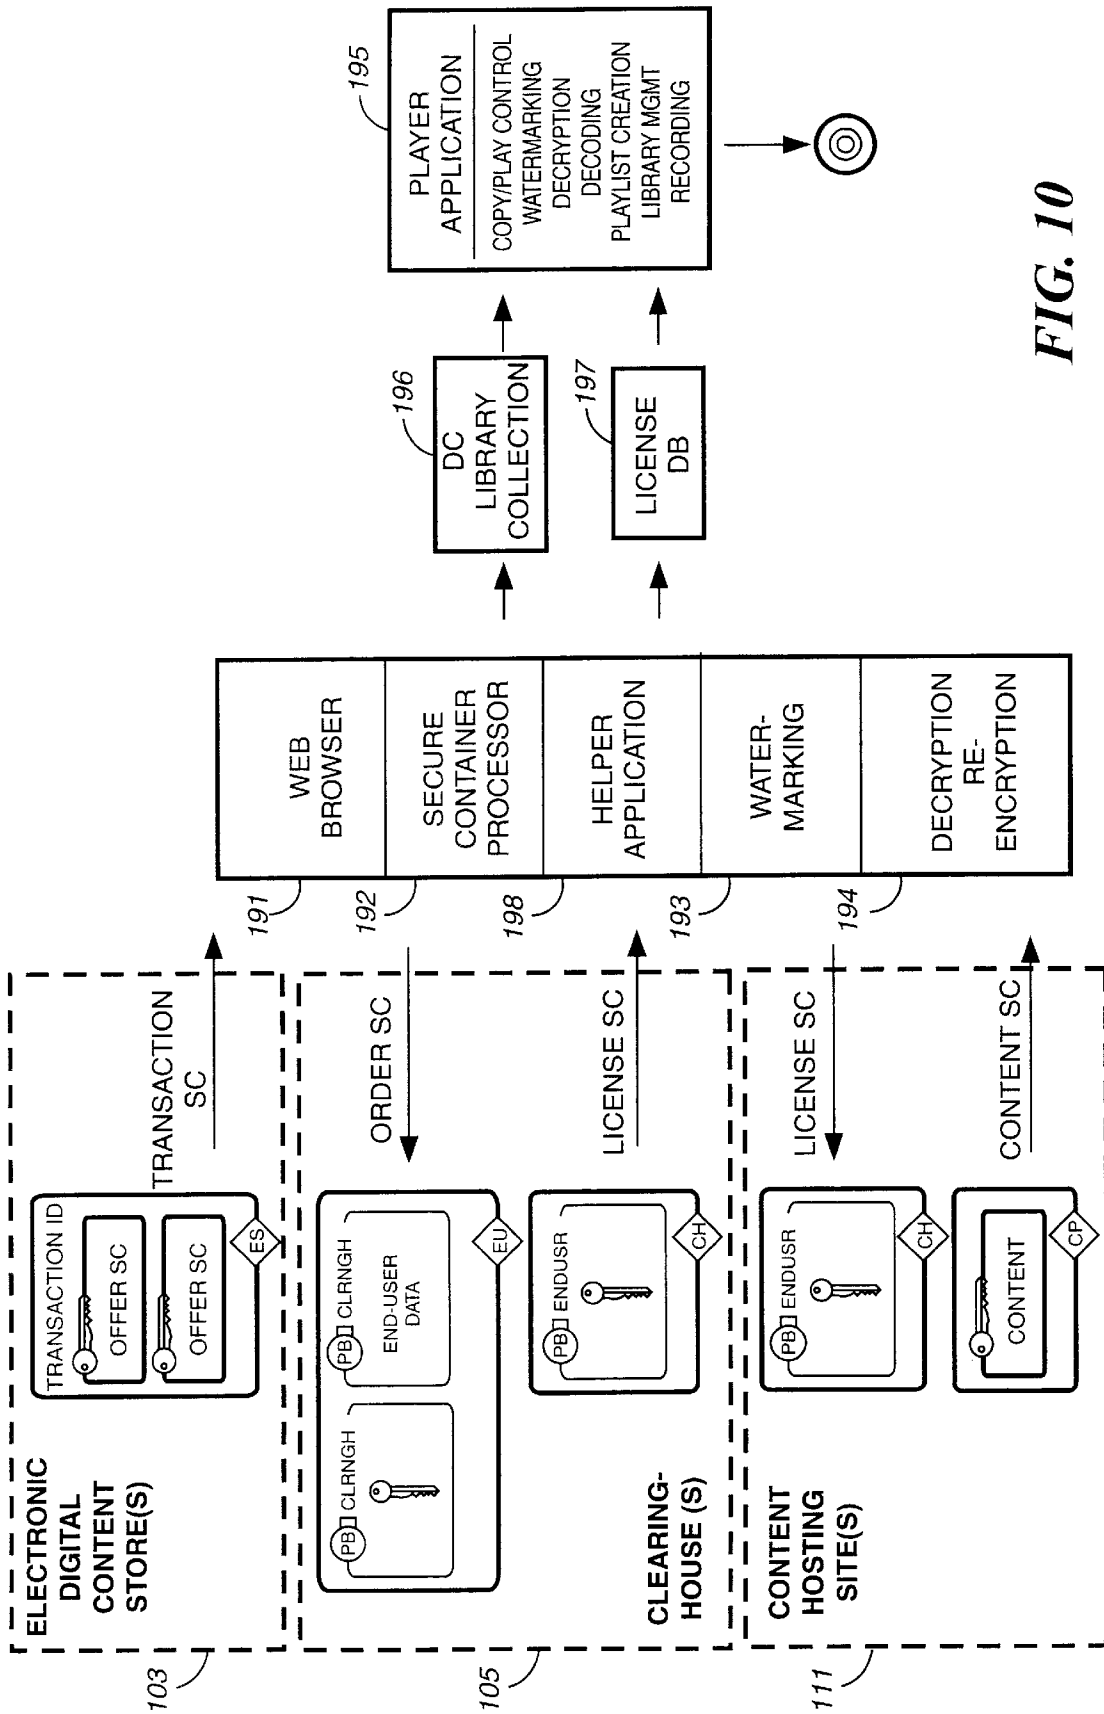 ELECTRONIC
DIGITAL
CONTENT
STORE(S)
103
TRANSACTION ID
OFFER SC
OFFER SC
ES
TRANSACTION
SC
CLEARING-
HOUSE (S)
105
PB CLRNGH
PB CLRNGH
END-USER
DATA
EU
ORDER SC
PB ENDUSR
CH
LICENSE SC
CONTENT
HOSTING
SITE(S)
111
PB ENDUSR
CH
LICENSE SC
CONTENT
CP
CONTENT SC
191
WEB
BROWSER
192
SECURE
CONTAINER
PROCESSOR
198
HELPER
APPLICATION
193
WATER-
MARKING
194
DECRYPTION
RE-
ENCRYPTION
196
DC
LIBRARY
COLLECTION
197
LICENSE
DB
195
PLAYER
APPLICATION
COPY/PLAY CONTROL
WATERMARKING
DECRYPTION
DECODING
PLAYLIST CREATION
LIBRARY MGMT
RECORDING
FIG. 10